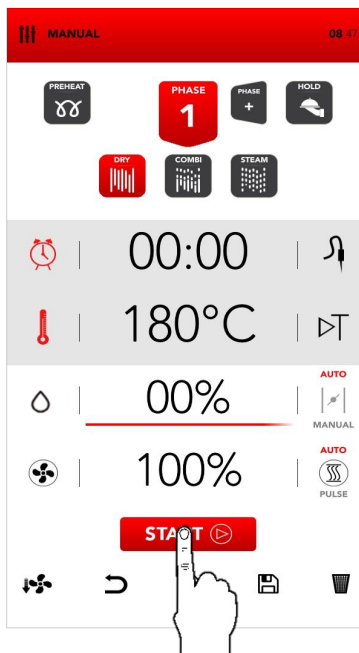 MANUAL 08:47
PREHEAT
PHASE
1
PHASE
+
HOLD
DRY
COMBI
STEAM
00:00
180°C
00%
AUTO
MANUAL
100%
AUTO
PULSE